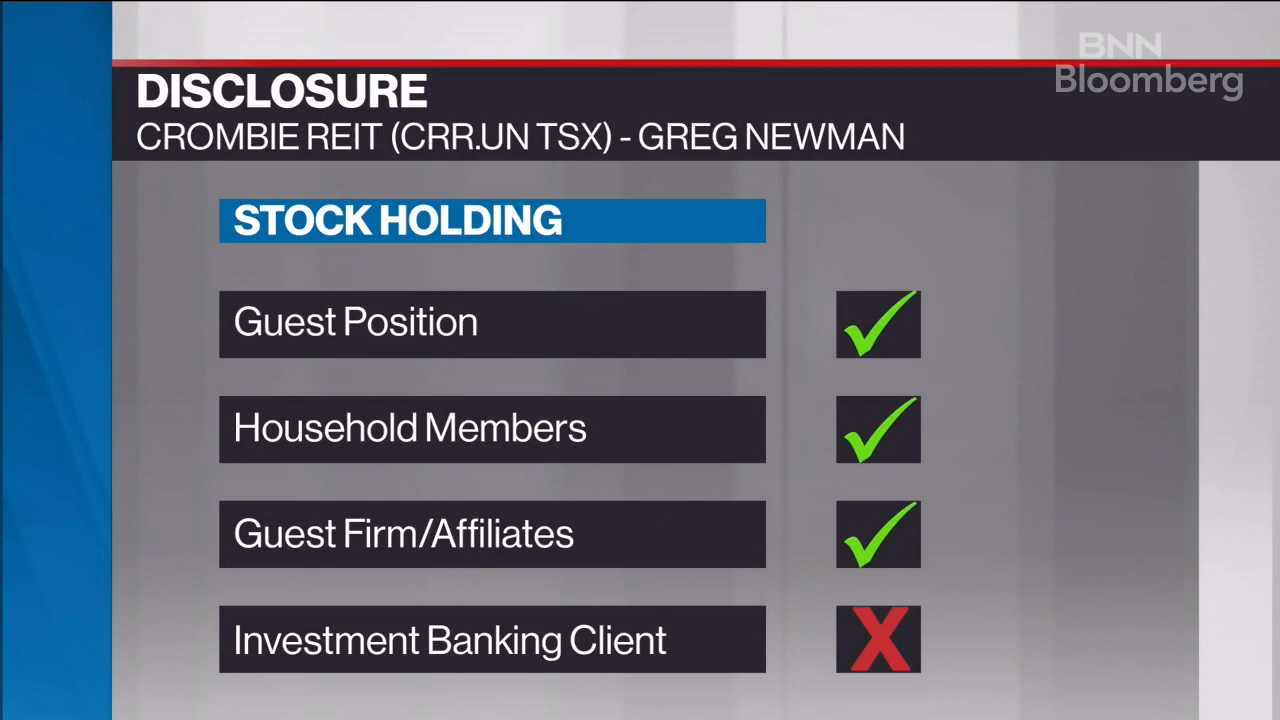 BNN
Bloomberg
DISCLOSURE
CROMBIE REIT (CRR.UN TSX) - GREG NEWMAN
STOCK HOLDING
Guest Position
Household Members
Guest Firm/Affiliates
Investment Banking Client
X